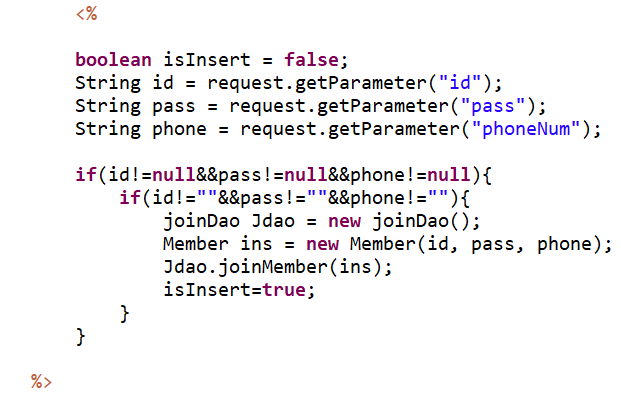 <%
boolean isInsert = false;
String id = request.getParameter("id");
String pass = request.getParameter("pass");
String phone = request.getParameter("phoneNum");
if(id!=null&&pass!=null&&phone!=null){
if(id!=""&&pass!=""&&phone!=""){
joinDao Jdao = new joinDao();
Member ins = new Member(id, pass, phone);
Jdao.joinMember(ins);
isInsert=true;
}
}
%>